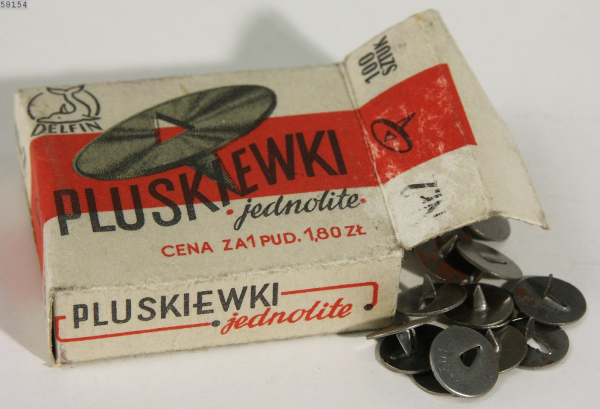 58154
DELFIN
100
SZTUK
PLUSKIEWKI
jednolite
CENA ZA 1 PUD. 1,80 ZŁ
PLUSKIEWKI
jednolite